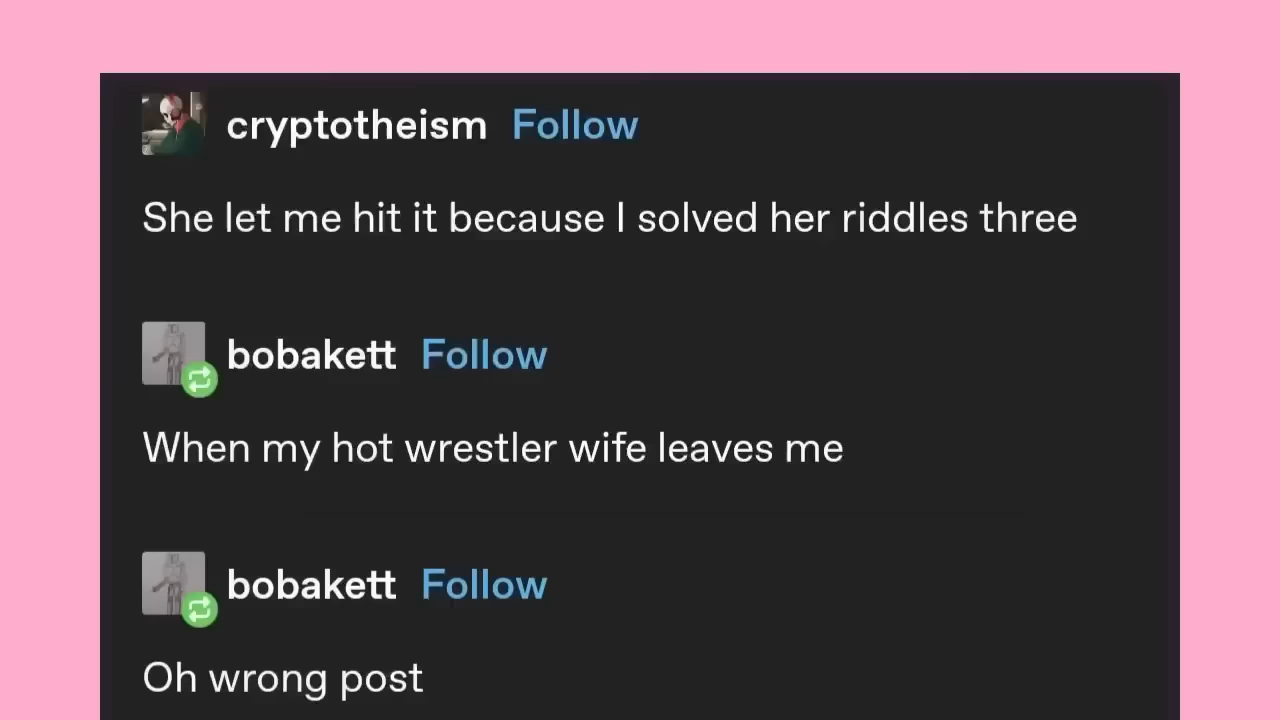 cryptotheism Follow
She let me hit it because I solved her riddles three
bobakett Follow
When my hot wrestler wife leaves me
bobakett Follow
Oh wrong post